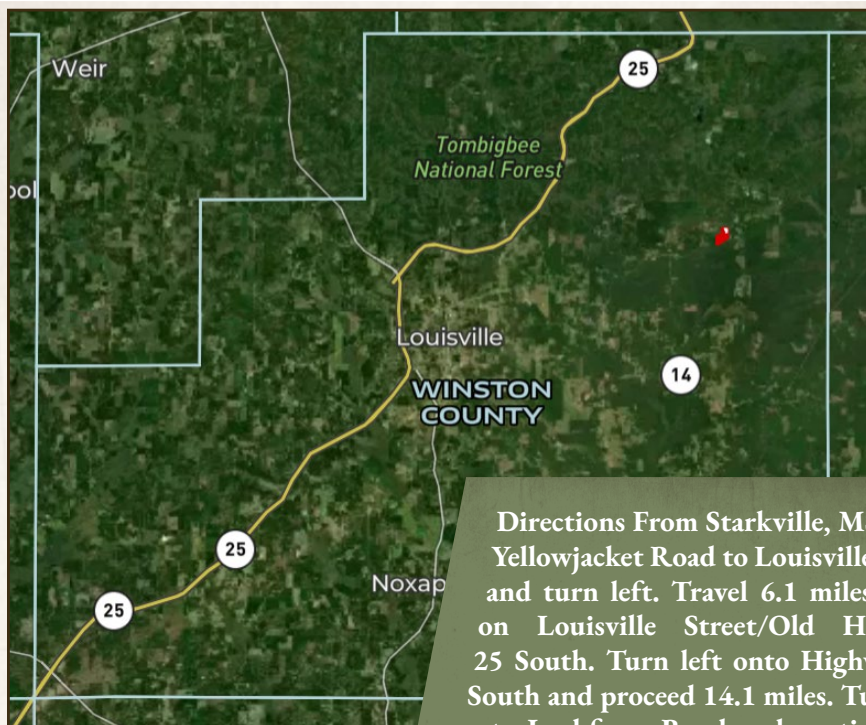 25
Weir
Tombigbee
National Forest
Louisville
14
WINSTON
COUNTY
25
25
Directions From Starkville,
Yellowjacket Road to Louisville
and turn left. Travel 6.1 miles
on Louisville Street/Old
25 South. Turn left onto
South and proceed 14.1 miles.